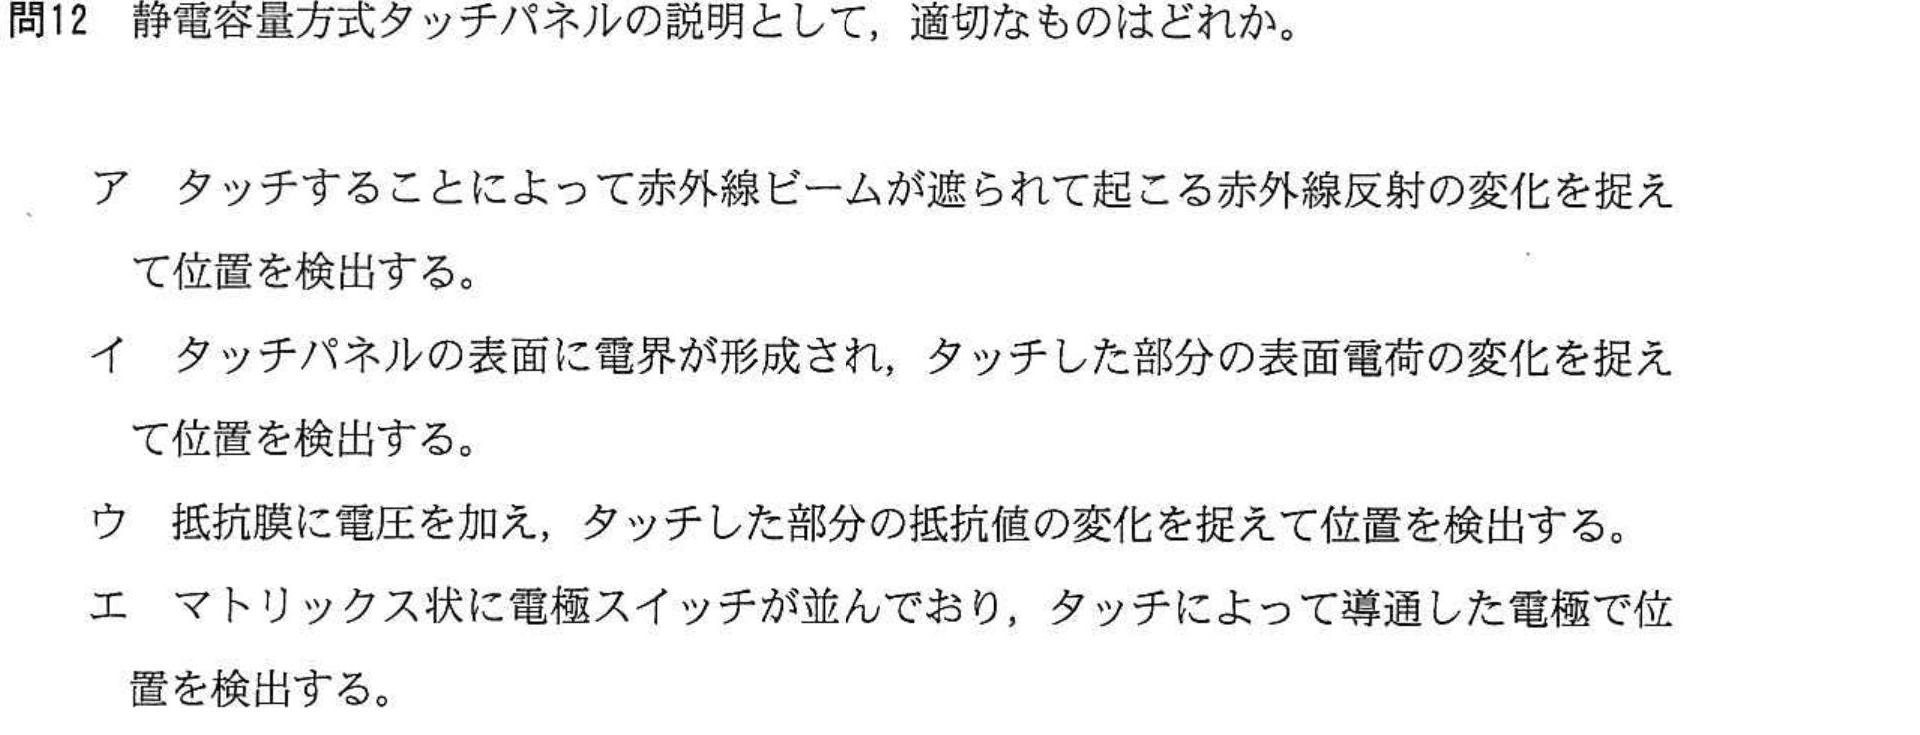 問12　静電容量方式タッチパネルの説明として，適切なものはどれか。
ア　タッチすることによって赤外線ビームが遮られて起こる赤外線反射の変化を捉え
て位置を検出する。
イ　タッチパネルの表面に電界が形成され，タッチした部分の表面電荷の変化を捉え
て位置を検出する。
ウ　抵抗膜に電圧を加え，タッチした部分の抵抗値の変化を捉えて位置を検出する。
エ　マトリックス状に電極スイッチが並んでおり，タッチによって導通した電極で位
置を検出する。